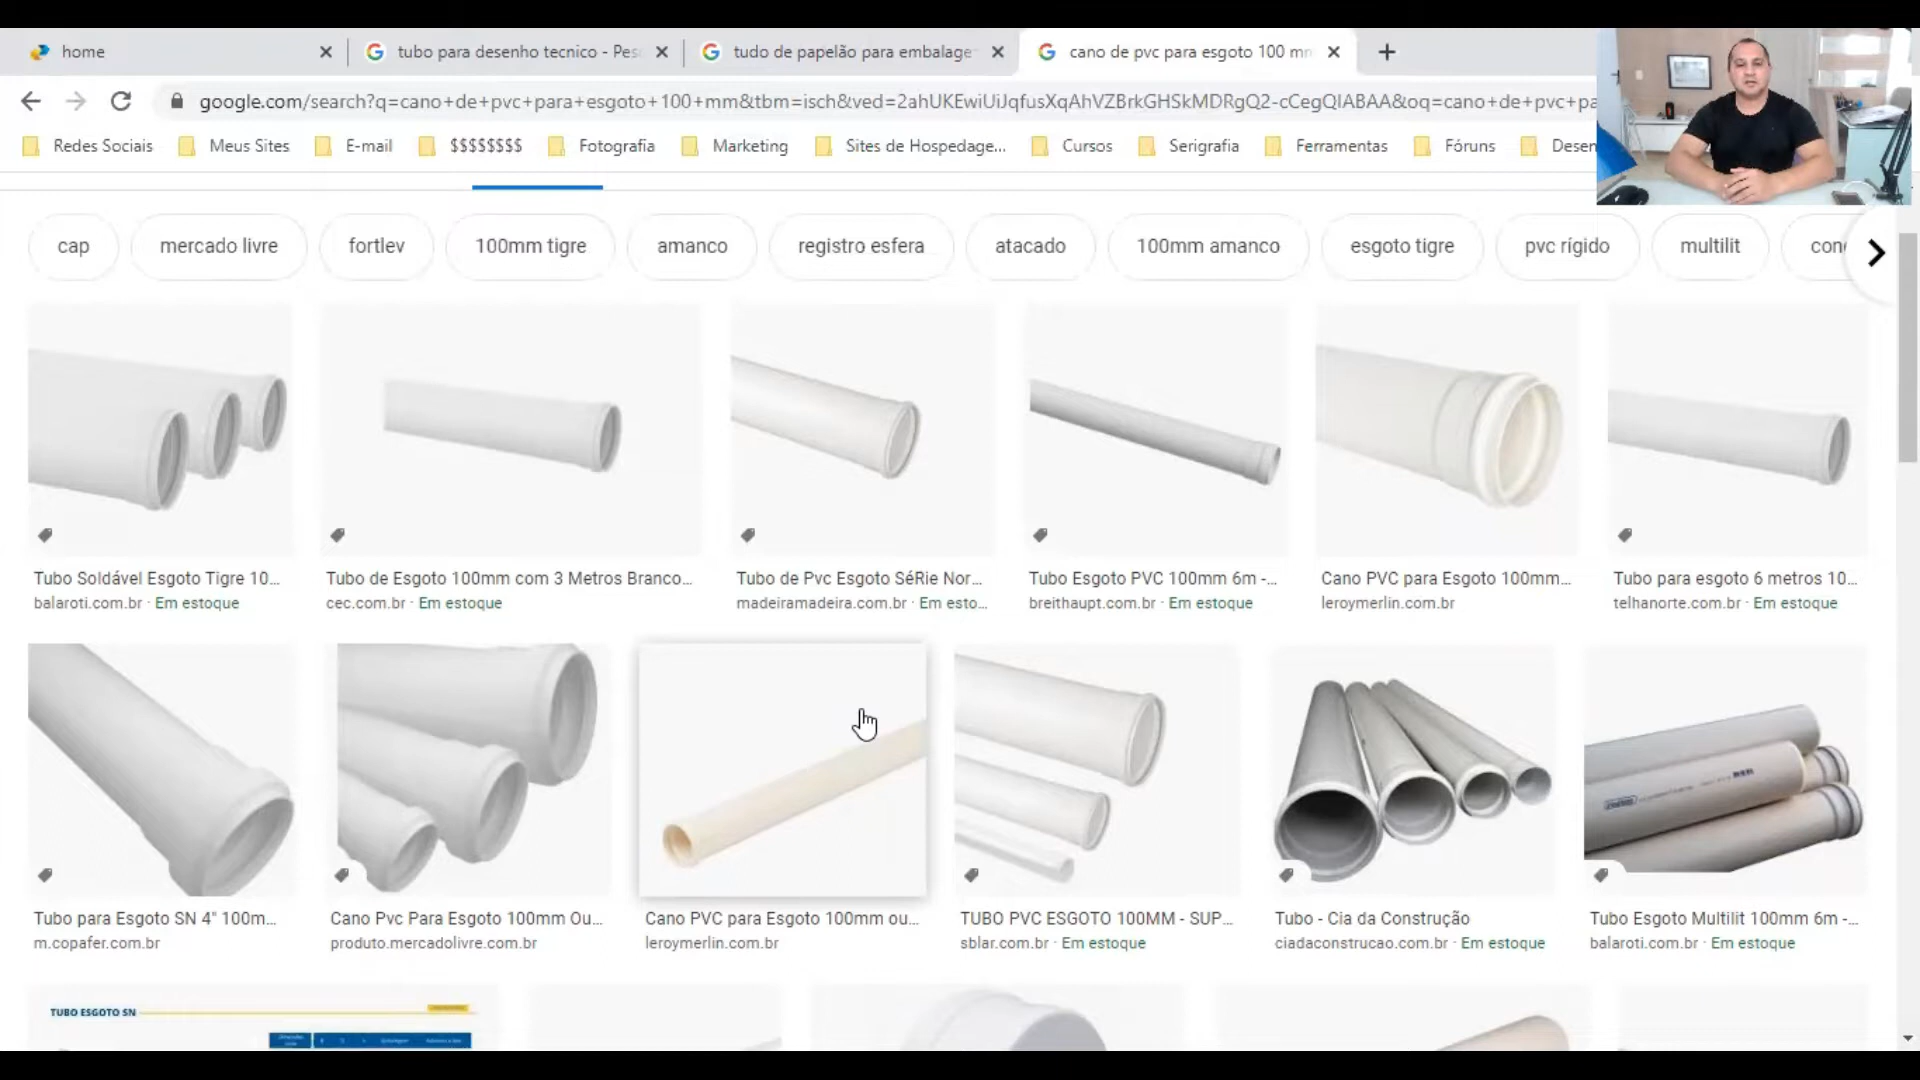 home
tubo para desenho tecnico - Pes
tudo de papelão para embalage
cano de pvc para esgoto 100 mm
google.com/search?q=cano+de+pvc+para+esgoto+100+mm&tbm=isch&ved=2ahUKEwiUiJqfusXqAhVZBrkGHSkMDRgQ2-cCegQIABAA&oq=cano+de+pvc+pa
Redes Sociais
Meus Sites
E-mail
$$$$$$$$
Fotografia
Marketing
Sites de Hospedage...
Cursos
Serigrafia
Ferramentas
Fóruns
Desen
cap
mercado livre
fortlev
100mm tigre
amanco
registro esfera
atacado
100mm amanco
esgoto tigre
pvc rígido
multilit
con
Tubo Soldável Esgoto Tigre 10...
balaroti.com.br · Em estoque
Tubo de Esgoto 100mm com 3 Metros Branco...
cec.com.br · Em estoque
Tubo de Pvc Esgoto SéRie Nor...
madeiramadeira.com.br · Em esto...
Tubo Esgoto PVC 100mm 6m -...
breithaupt.com.br · Em estoque
Cano PVC para Esgoto 100mm...
leroymerlin.com.br
Tubo para esgoto 6 metros 10...
telhanorte.com.br · Em estoque
Tubo para Esgoto SN 4" 100m...
m.copafer.com.br
Cano Pvc Para Esgoto 100mm Ou...
produto.mercadolivre.com.br
Cano PVC para Esgoto 100mm ou...
leroymerlin.com.br
TUBO PVC ESGOTO 100MM - SUP...
sblar.com.br · Em estoque
Tubo - Cia da Construção
ciadaconstrucao.com.br · Em estoque
Tubo Esgoto Multilit 100mm 6m -...
balaroti.com.br · Em estoque
TUBO ESGOTO SN